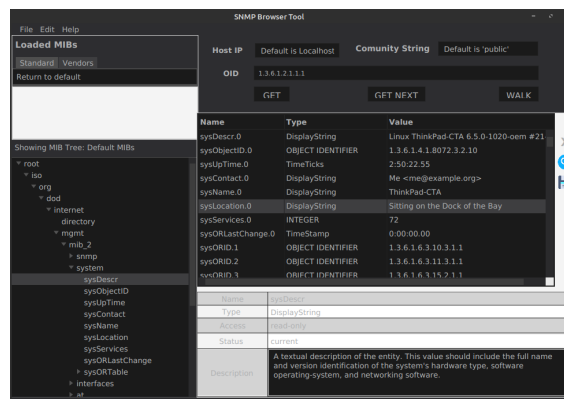 SNMP Browser Tool
File Edit Help
Loaded MIBs
Standard Vendors
Return to default
Showing MIB Tree: Default MIBs
root
iso
org
dod
internet
directory
mgmt
mib_2
snmp
system
sysDescr
sysObjectID
sysUpTime
sysContact
sysName
sysLocation
sysServices
sysORLastChange
sysORTable
interfaces
at
Host IP Default is Localhost Comunity String Default is 'public'
OID 1.3.6.1.2.1.1.1
GET GET NEXT WALK
Name Type Value
sysDescr.0 DisplayString Linux ThinkPad-CTA 6.5.0-1020-oem #21
sysObjectID.0 OBJECT IDENTIFIER 1.3.6.1.4.1.8072.3.2.10
sysUpTime.0 TimeTicks 2:50:22.55
sysContact.0 DisplayString Me <me@example.org>
sysName.0 DisplayString ThinkPad-CTA
sysLocation.0 DisplayString Sitting on the Dock of the Bay
sysServices.0 INTEGER 72
sysORLastChange.0 TimeStamp 0:00:00.00
sysORID.1 OBJECT IDENTIFIER 1.3.6.1.6.3.10.3.1.1
sysORID.2 OBJECT IDENTIFIER 1.3.6.1.6.3.11.3.1.1
sysORID.3 OBJECT IDENTIFIER 1.3.6.1.6.3.15.2.1.1
Name sysDescr
Type DisplayString
Access read-only
Status current
Description A textual description of the entity. This value should include the full name
and version identification of the system's hardware type, software
operating-system, and networking software.